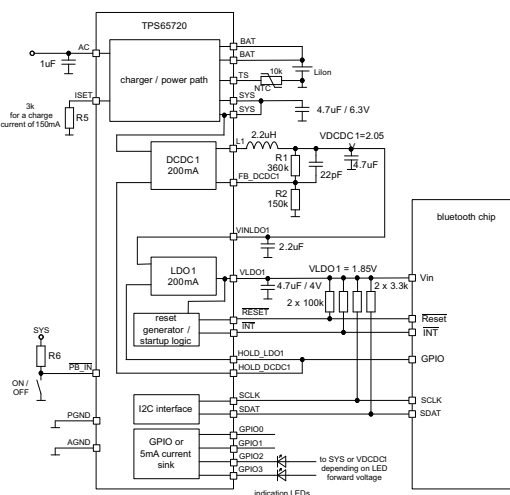 TPS65720
AC
1uF
ISET
3k
for a charge
current of 150mA
R5
charger / power path
BAT
BAT
TS
10k
NTC
LiIon
SYS
SYS
4.7uF / 6.3V
DCDC1
200mA
L1
2.2uH
VDCDC1=2.05
V
R1
360k
22pF
4.7uF
FB_DCDC1
R2
150k
VINLDO1
2.2uF
bluetooth chip
LDO1
200mA
VLDO1
VLDO1 = 1.85V
Vin
4.7uF / 4V
2 x 100k
2 x 3.3k
reset
generator /
startup logic
RESET
Reset
INT
INT
SYS
R6
ON /
OFF
PB_IN
HOLD_LDO1
GPIO
HOLD_DCDC1
I2C interface
SCLK
SCLK
SDAT
SDAT
PGND
AGND
GPIO or
5mA current
sink
GPIO0
GPIO1
GPIO2
GPIO3
to SYS or VDCDCt
depending on LED
forward voltage
indication LEDs